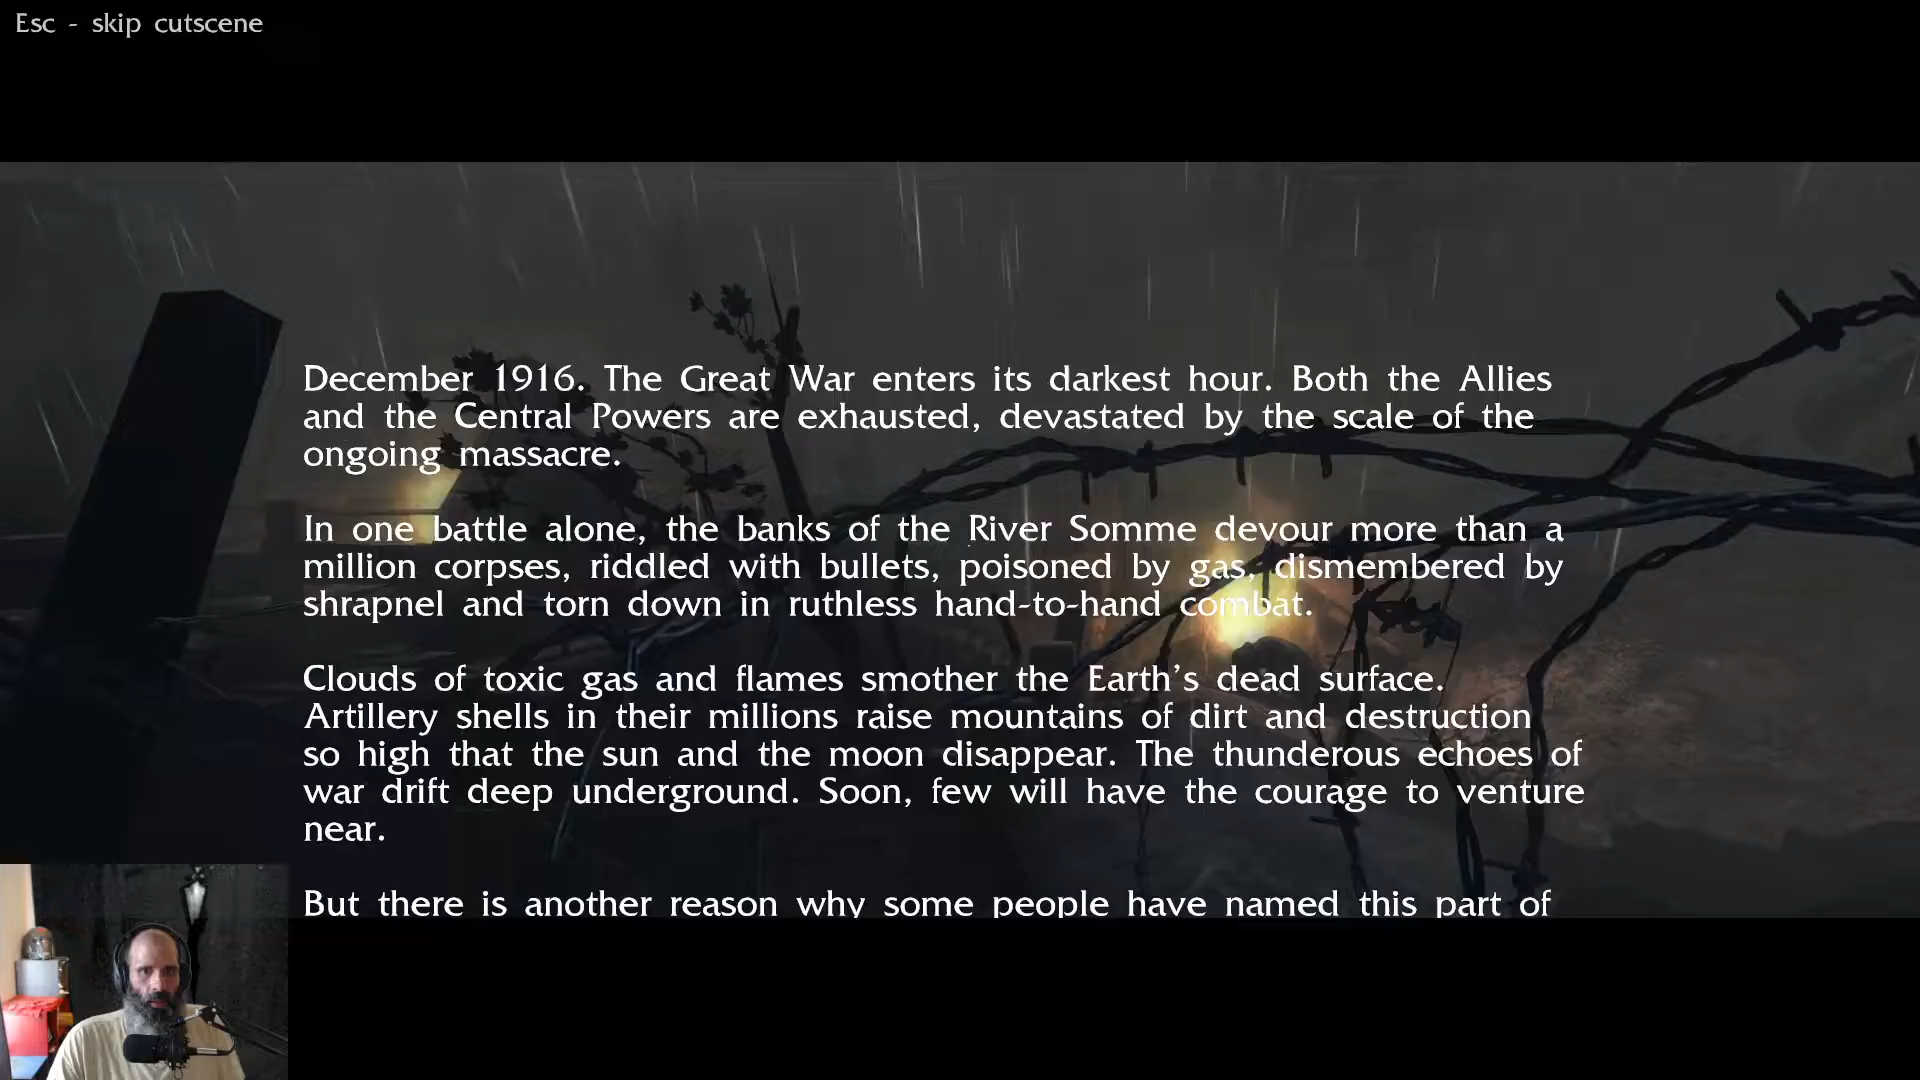 Esc - skip cutscene
December 1916. The Great War enters its darkest hour. Both the Allies
and the Central Powers are exhausted, devastated by the scale of the
ongoing massacre.
In one battle alone, the banks of the River Somme devour more than a
million corpses, riddled with bullets, poisoned by gas, dismembered by
shrapnel and torn down in ruthless hand-to-hand combat.
Clouds of toxic gas and flames smother the Earth's dead surface.
Artillery shells in their millions raise mountains of dirt and destruction
so high that the sun and the moon disappear. The thunderous echoes of
war drift deep underground. Soon, few will have the courage to venture
near.
But there is another reason why some people have named this part of